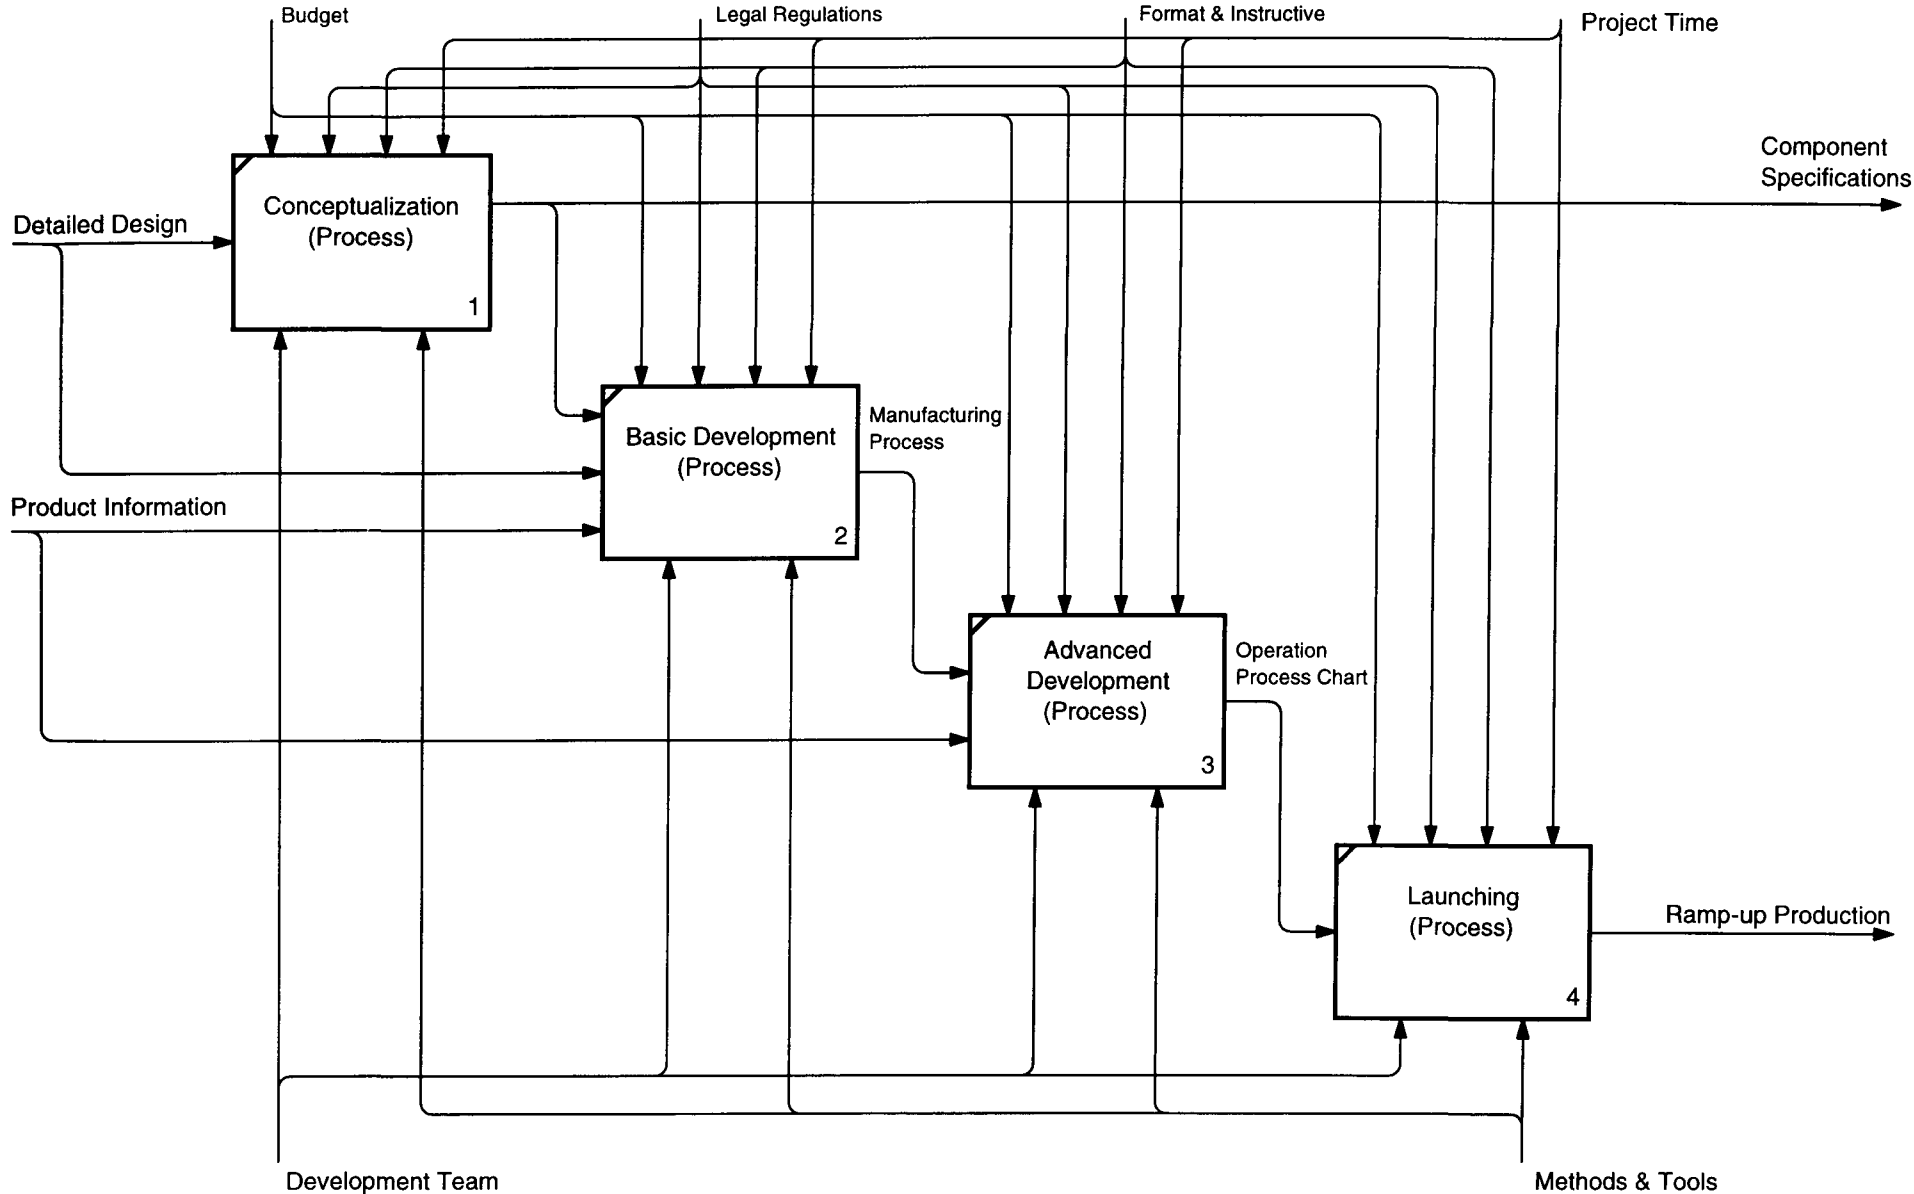 Budget
Legal Regulations
Format & Instructive
Project Time
Component
Specifications
Conceptualization
(Process)
1
Detailed Design
Basic Development
(Process)
2
Manufacturing
Process
Product Information
Advanced
Development
(Process)
3
Operation
Process Chart
Launching
(Process)
4
Ramp-up Production
Development Team
Methods & Tools